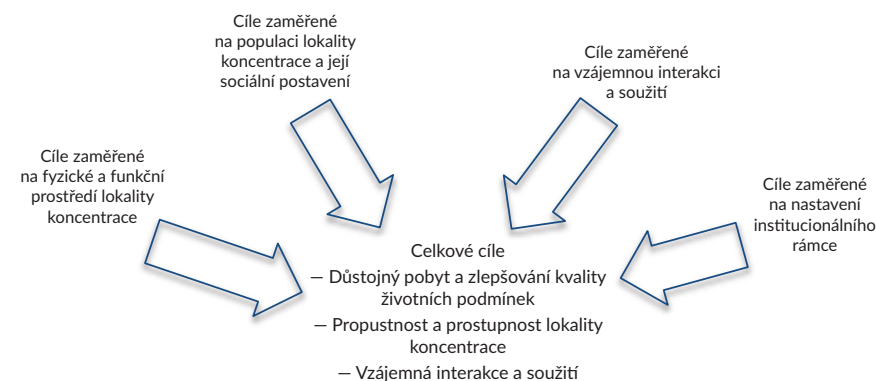 Cíle zaměřené
na populaci lokality
koncentrace a její
sociální postavení
Cíle zaměřené
na vzájemnou interakci
a soužití
Cíle zaměřené
na fyzické a funkční
prostředí lokality
koncentrace
Cíle zaměřené
na nastavení
institucionálního
rámce
Celkové cíle
— Důstojný pobyt a zlepšování kvality
životních podmínek
— Propustnost a prostupnost lokality
koncentrace
— Vzájemná interakce a soužití